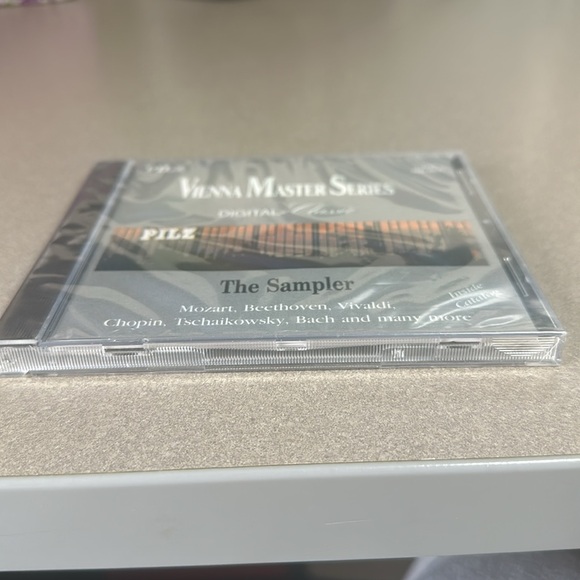 VIENNA MASTER SERIES
DIGITAL Classic
PILZ
The Sampler
Mozart, Beethoven, Vivaldi,
Chopin, Tschaikowsky, Bach and many more
Inside
Catalog